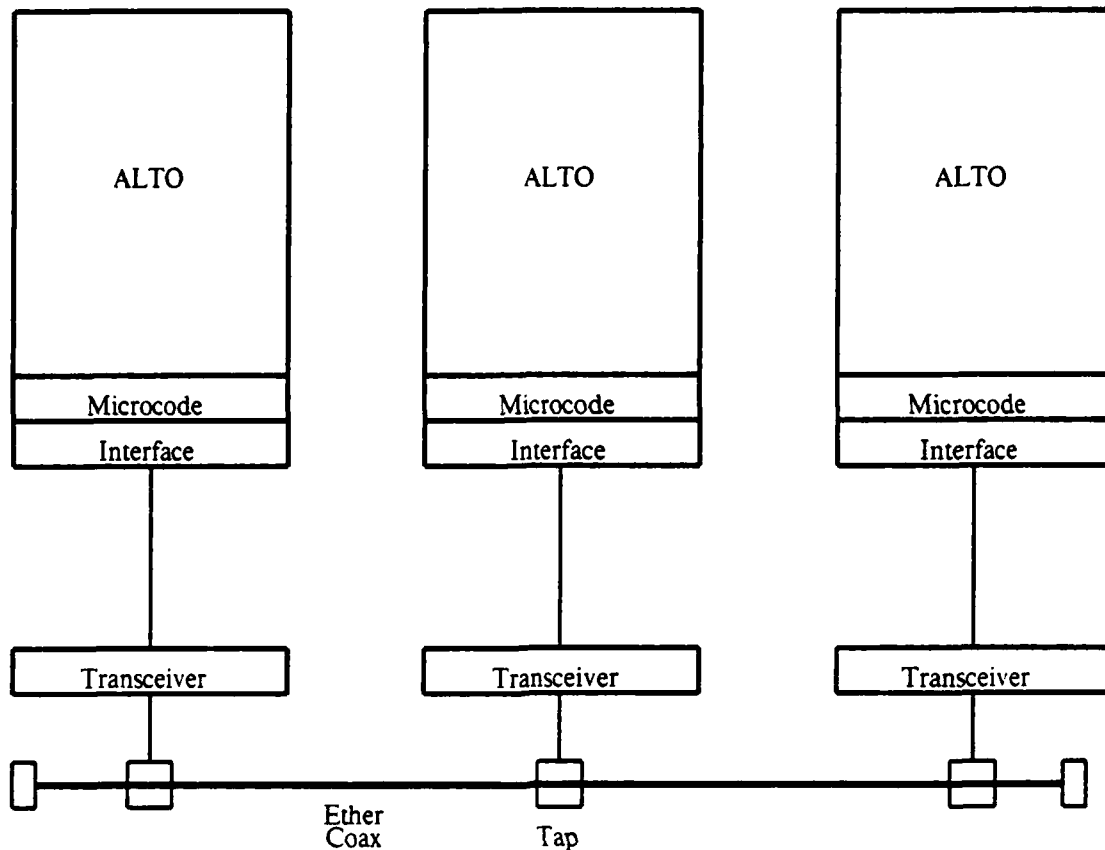 ALTO
ALTO
ALTO
Microcode
Microcode
Microcode
Interface
Interface
Interface
Transceiver
Transceiver
Transceiver
Ether
Coax
Tap